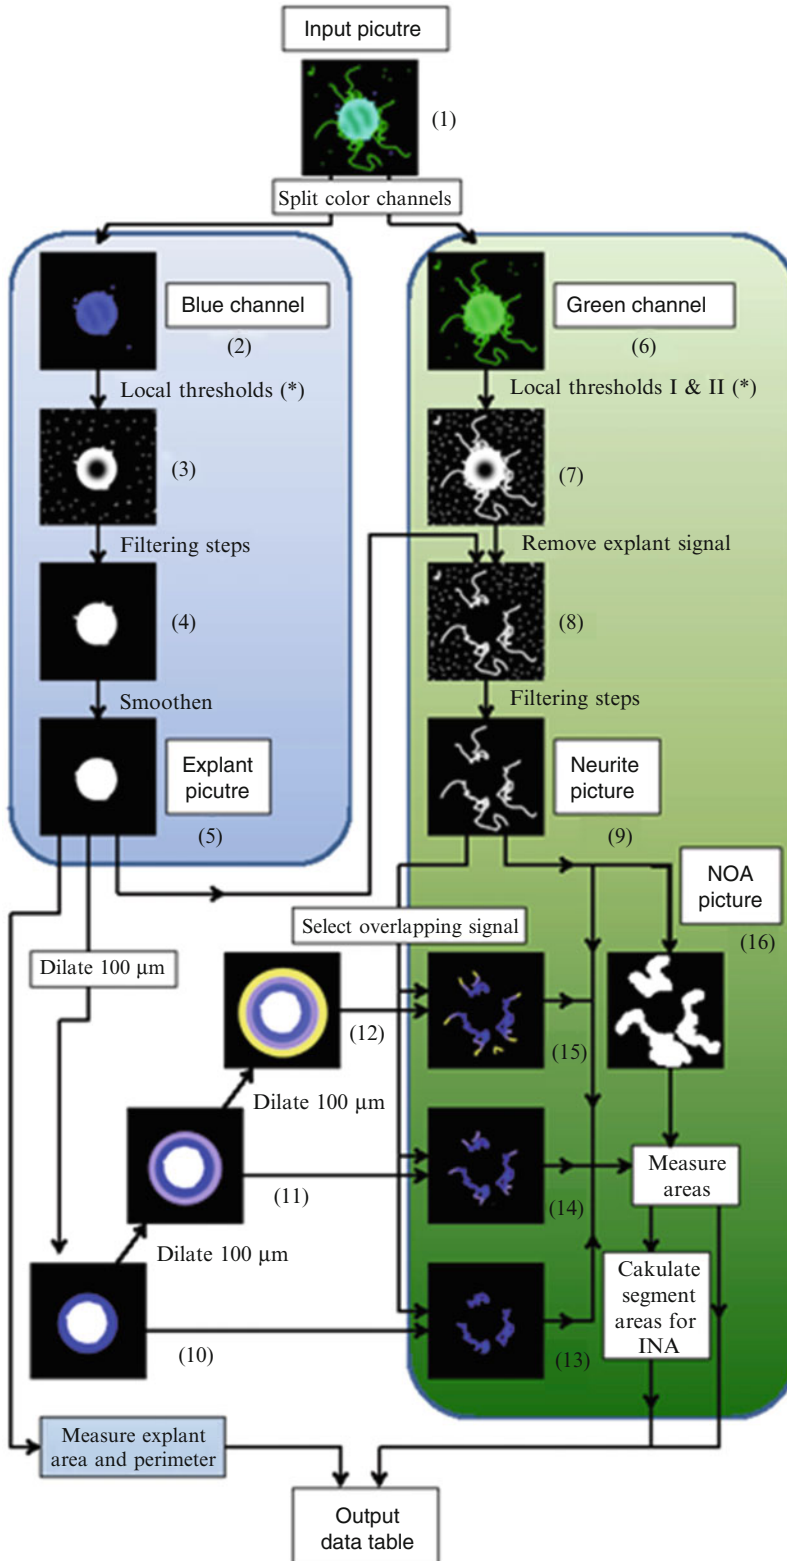 Input picutre
(1)
Split color channels
Blue channel
(2)
Local thresholds (*)
(3)
Filtering steps
(4)
Smoothen
Explant
picutre
(5)
Green channel
(6)
Local thresholds I & II (*)
(7)
Remove explant signal
(8)
Filtering steps
Neurite
picture
(9)
NOA
picture
(16)
Select overlapping signal
Dilate 100 μm
(12)
(15)
Dilate 100 μm
(11)
(14)
Measure
areas
Dilate 100 μm
(10)
(13)
Cakulate
segment
areas for
INA
Measure explant
area and perimeter
Output
data table